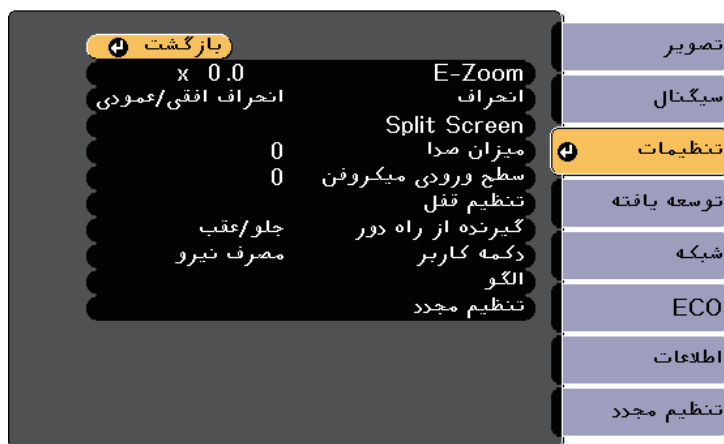 تصویر
سیگنال
تنظیمات
توسعه یافته
شبکه
ECO
اطلاعات
تنظیم مجدد
بازگشت
E-Zoom x 0.0
انحراف انحراف افقی/عمودی
Split Screen
میزان صدا 0
سطح ورودی میکروفن 0
تنظیم قفل
گیرنده از راه دور جلو/عقب
دکمه کاربر مصرف نیرو
الگو
تنظیم مجدد